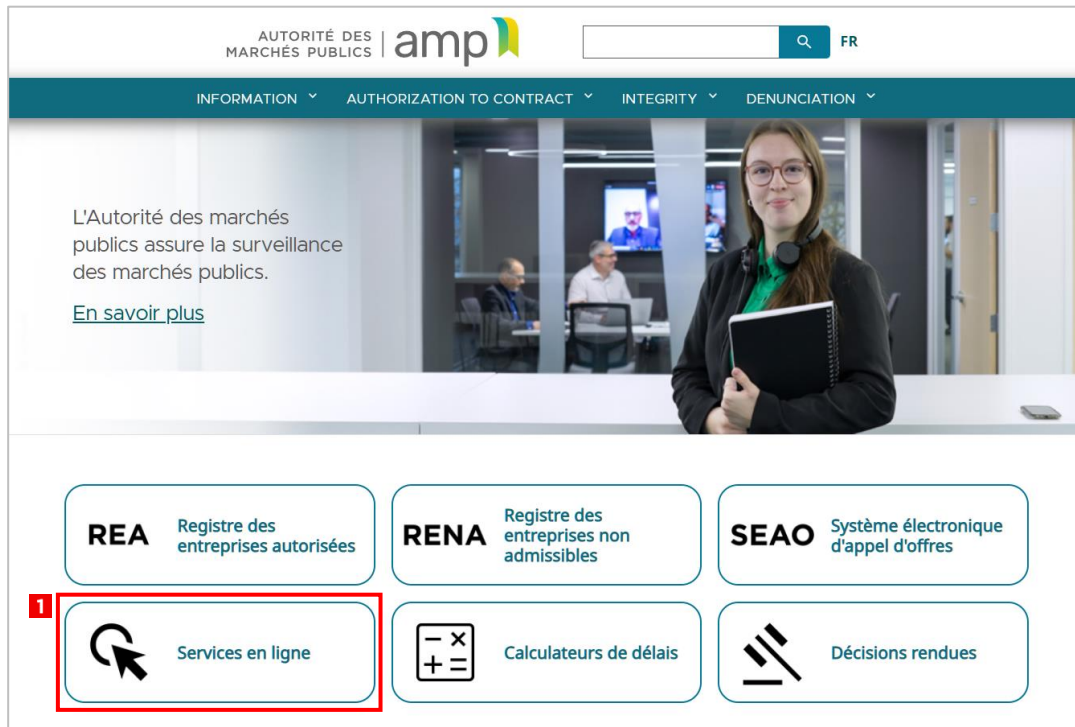 AUTORITÉ DES
MARCHÉS PUBLICS
amp
FR
INFORMATION
AUTHORIZATION TO CONTRACT
INTEGRITY
DENUNCIATION
L'Autorité des marchés
publics assure la surveillance
des marchés publics.
En savoir plus
REA
Registre des
entreprises autorisées
RENA
Registre des
entreprises non
admissibles
SEAO
Système électronique
d'appel d'offres
1
Services en ligne
Calculateurs de délais
Décisions rendues